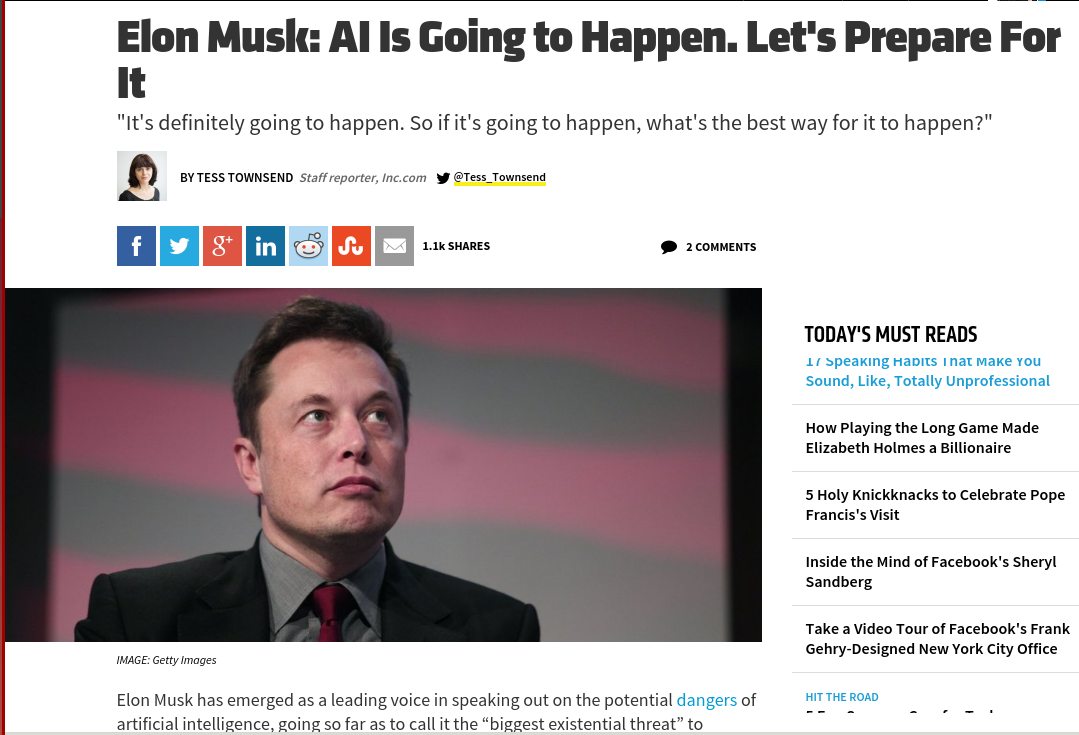 Elon Musk: AI Is Going to Happen. Let's Prepare For
It
"It's definitely going to happen. So if it's going to happen, what's the best way for it to happen?"
BY TESS TOWNSEND Staff reporter, Inc.com @Tess_Townsend
1.1k SHARES
2 COMMENTS
TODAY'S MUST READS
17 Speaking Habits That Make You
Sound, Like, Totally Unprofessional
How Playing the Long Game Made
Elizabeth Holmes a Billionaire
5 Holy Knickknacks to Celebrate Pope
Francis's Visit
Inside the Mind of Facebook's Sheryl
Sandberg
Take a Video Tour of Facebook's Frank
Gehry-Designed New York City Office
HIT THE ROAD
IMAGE: Getty Images
Elon Musk has emerged as a leading voice in speaking out on the potential dangers of
artificial intelligence, going so far as to call it the “biggest existential threat” to